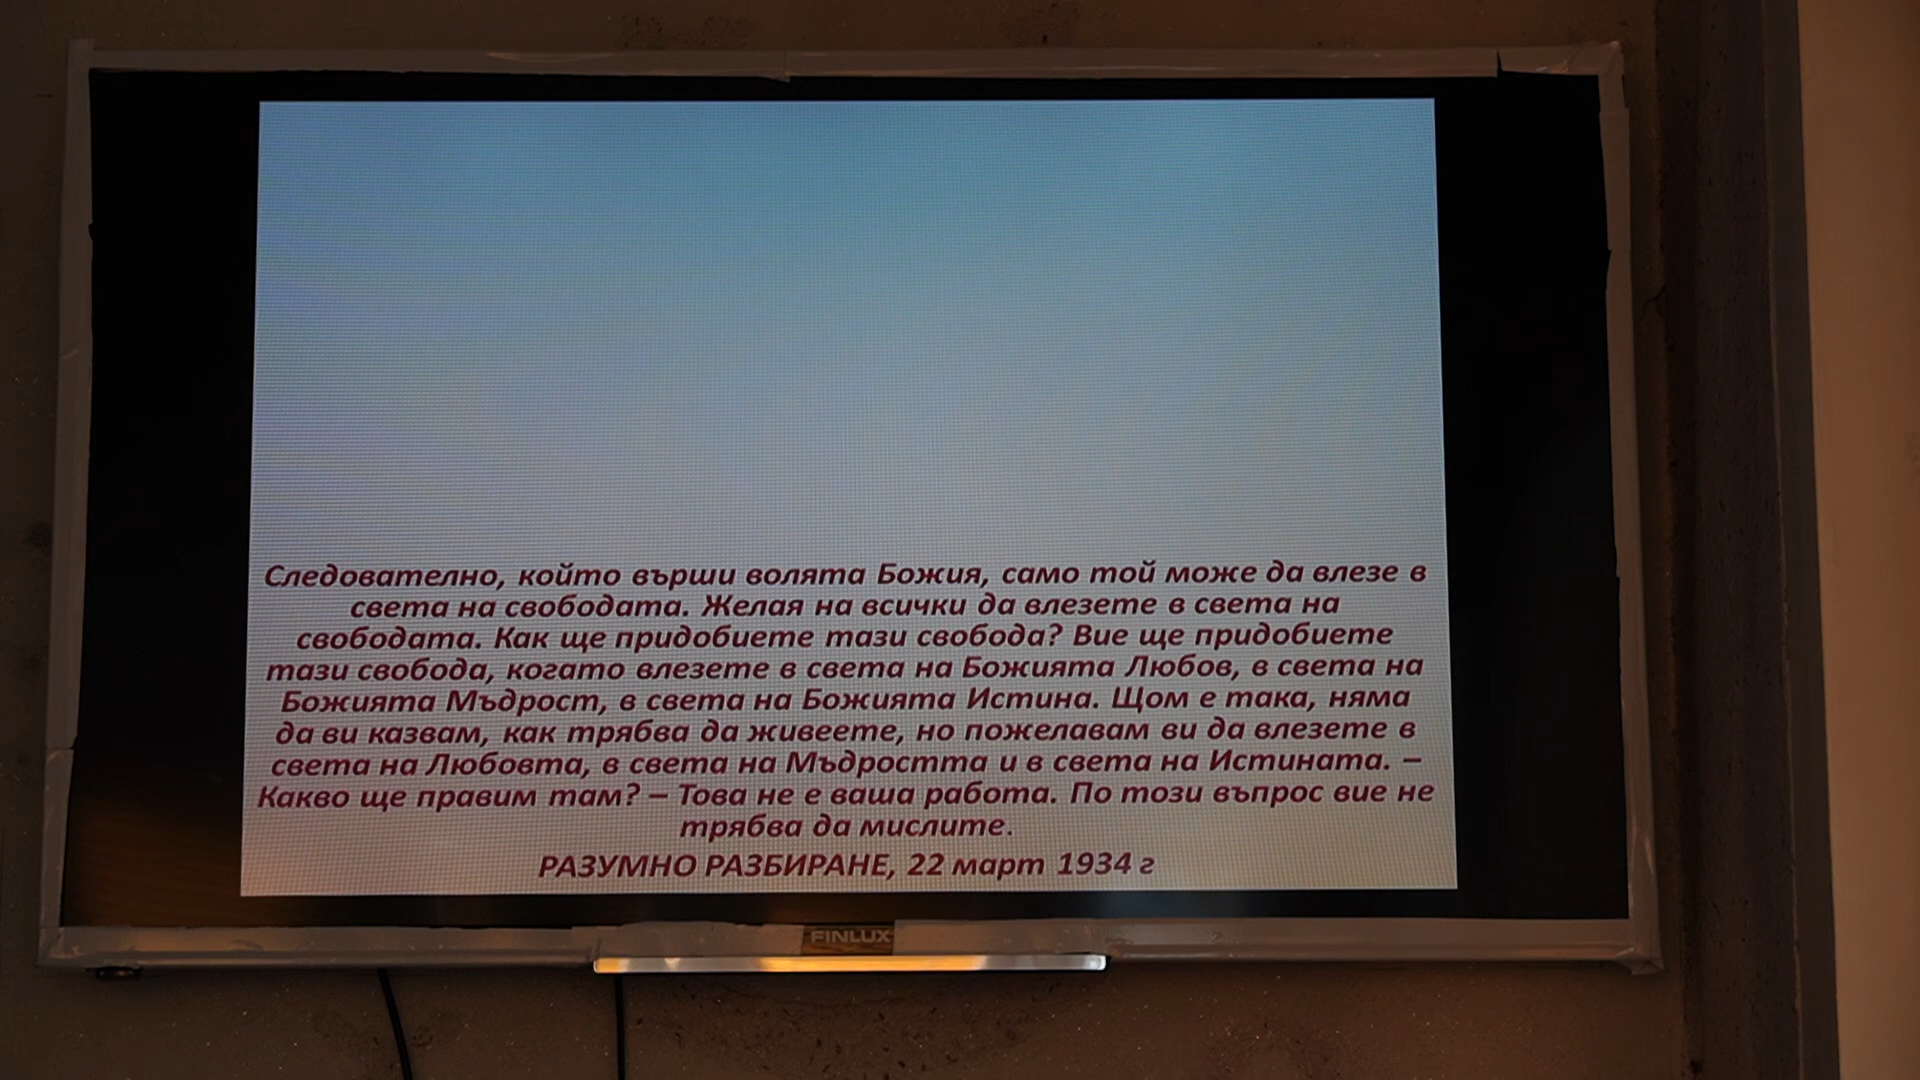 Следователно, който върши волята Божия, само той може да влезе в
света на свободата. Желая на всички да влезете в света на
свободата. Как ще придобиете тази свобода? Вие ще придобиете
тази свобода, когато влезете в света на Божията Любов, в света на
Божията Мъдрост, в света на Божията Истина. Щом е така, няма
да ви казвам, как трябва да живеете, но пожелавам ви да влезете в
света на Любовта, в света на Мъдростта и в света на Истината. –
Какво ще правим там? – Това не е ваша работа. По този въпрос вие не
трябва да мислите.
РАЗУМНО РАЗБИРАНЕ, 22 март 1934 г
FINLUX